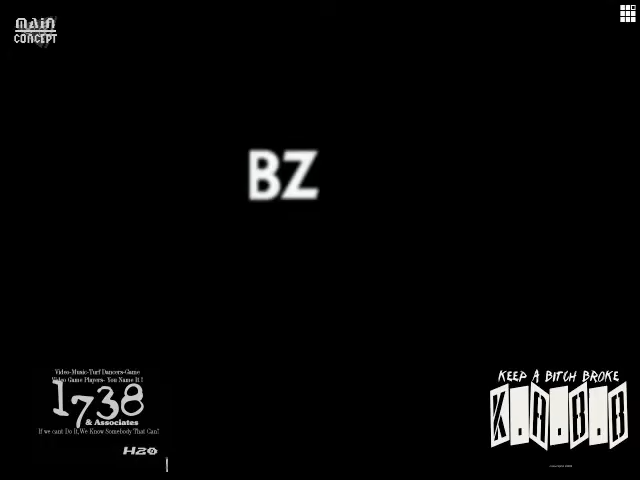 MAIN
CONCEPT
BZ
Video-Music-Turf Dancers-Game
Video Game Players- You Name It !
1738
& Associates
If we cant Do It, We Know Somebody That Can!
H2O
KEEP A BITCH BROKE
K.A.B.B